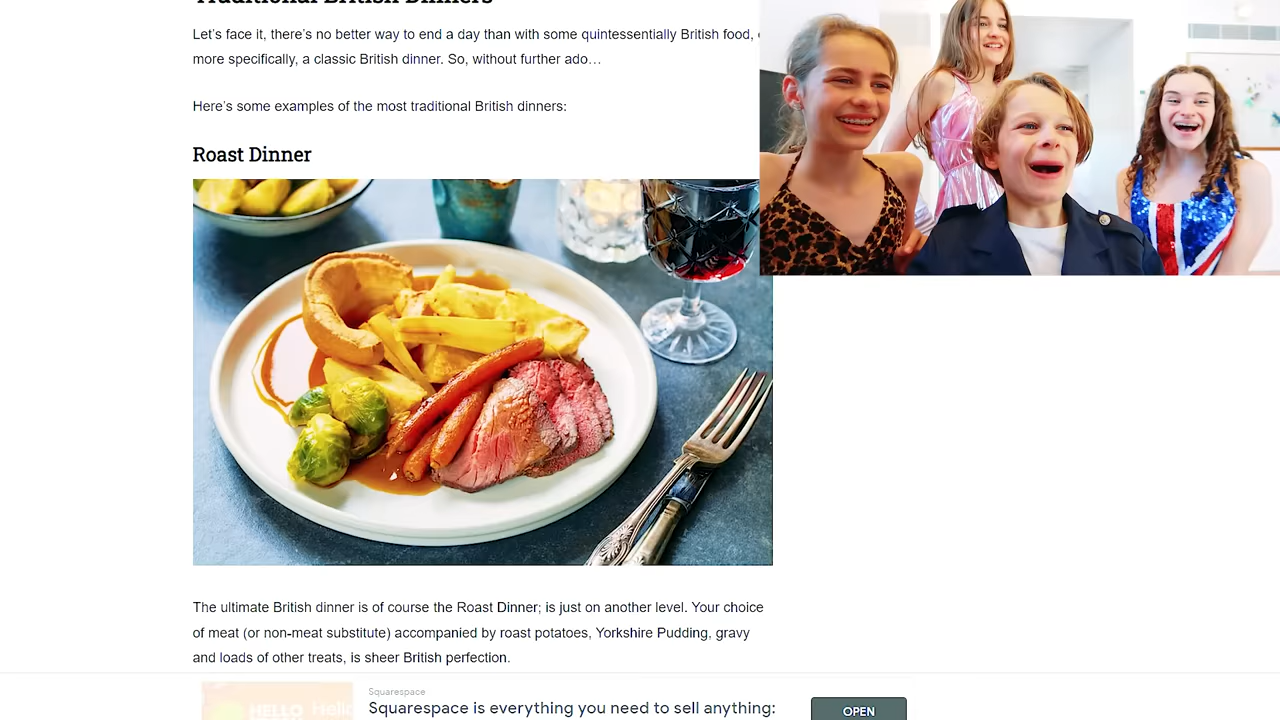 Traditional British Dinners
Let's face it, there's no better way to end a day than with some quintessentially British food,
more specifically, a classic British dinner. So, without further ado…
Here's some examples of the most traditional British dinners:
Roast Dinner
The ultimate British dinner is of course the Roast Dinner; is just on another level. Your choice
of meat (or non-meat substitute) accompanied by roast potatoes, Yorkshire Pudding, gravy
and loads of other treats, is sheer British perfection.
Squarespace
Squarespace is everything you need to sell anything:
OPEN
HELLO